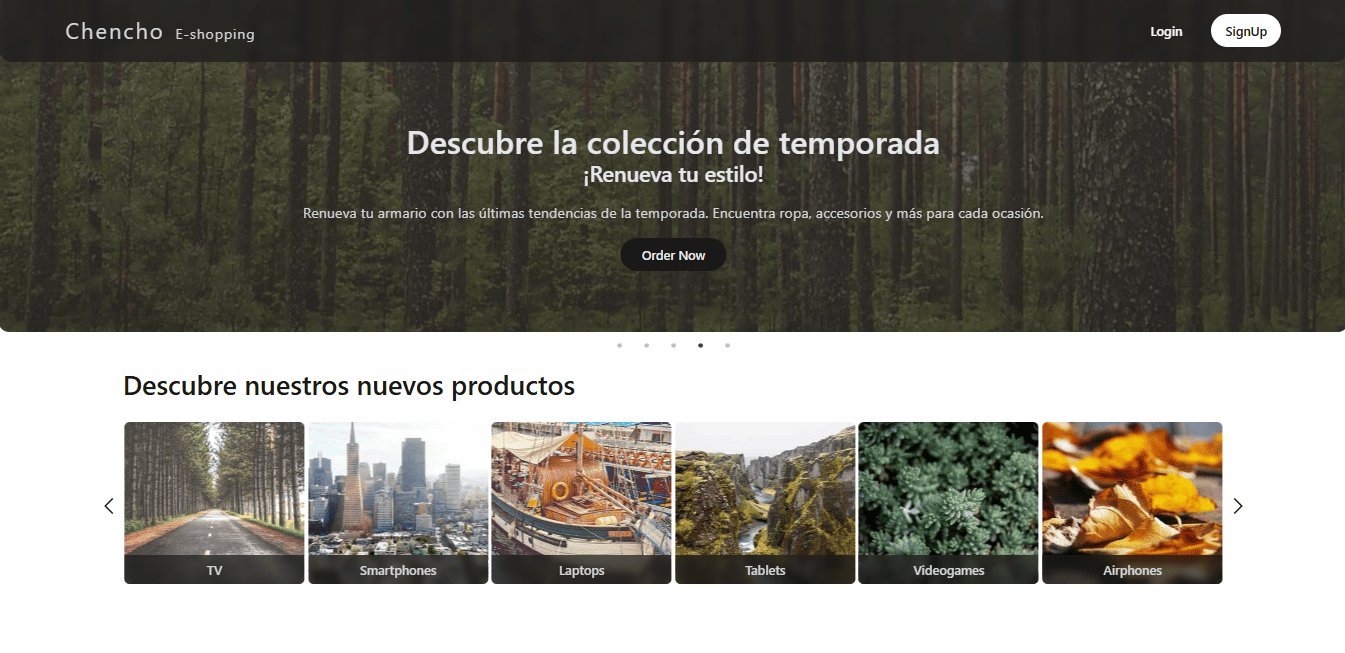 Chencho E-shopping
Login
SignUp
Descubre la colección de temporada
¡Renueva tu estilo!
Renueva tu armario con las últimas tendencias de la temporada. Encuentra ropa, accesorios y más para cada ocasión.
Order Now
Descubre nuestros nuevos productos
TV
Smartphones
Laptops
Tablets
Videogames
Airphones